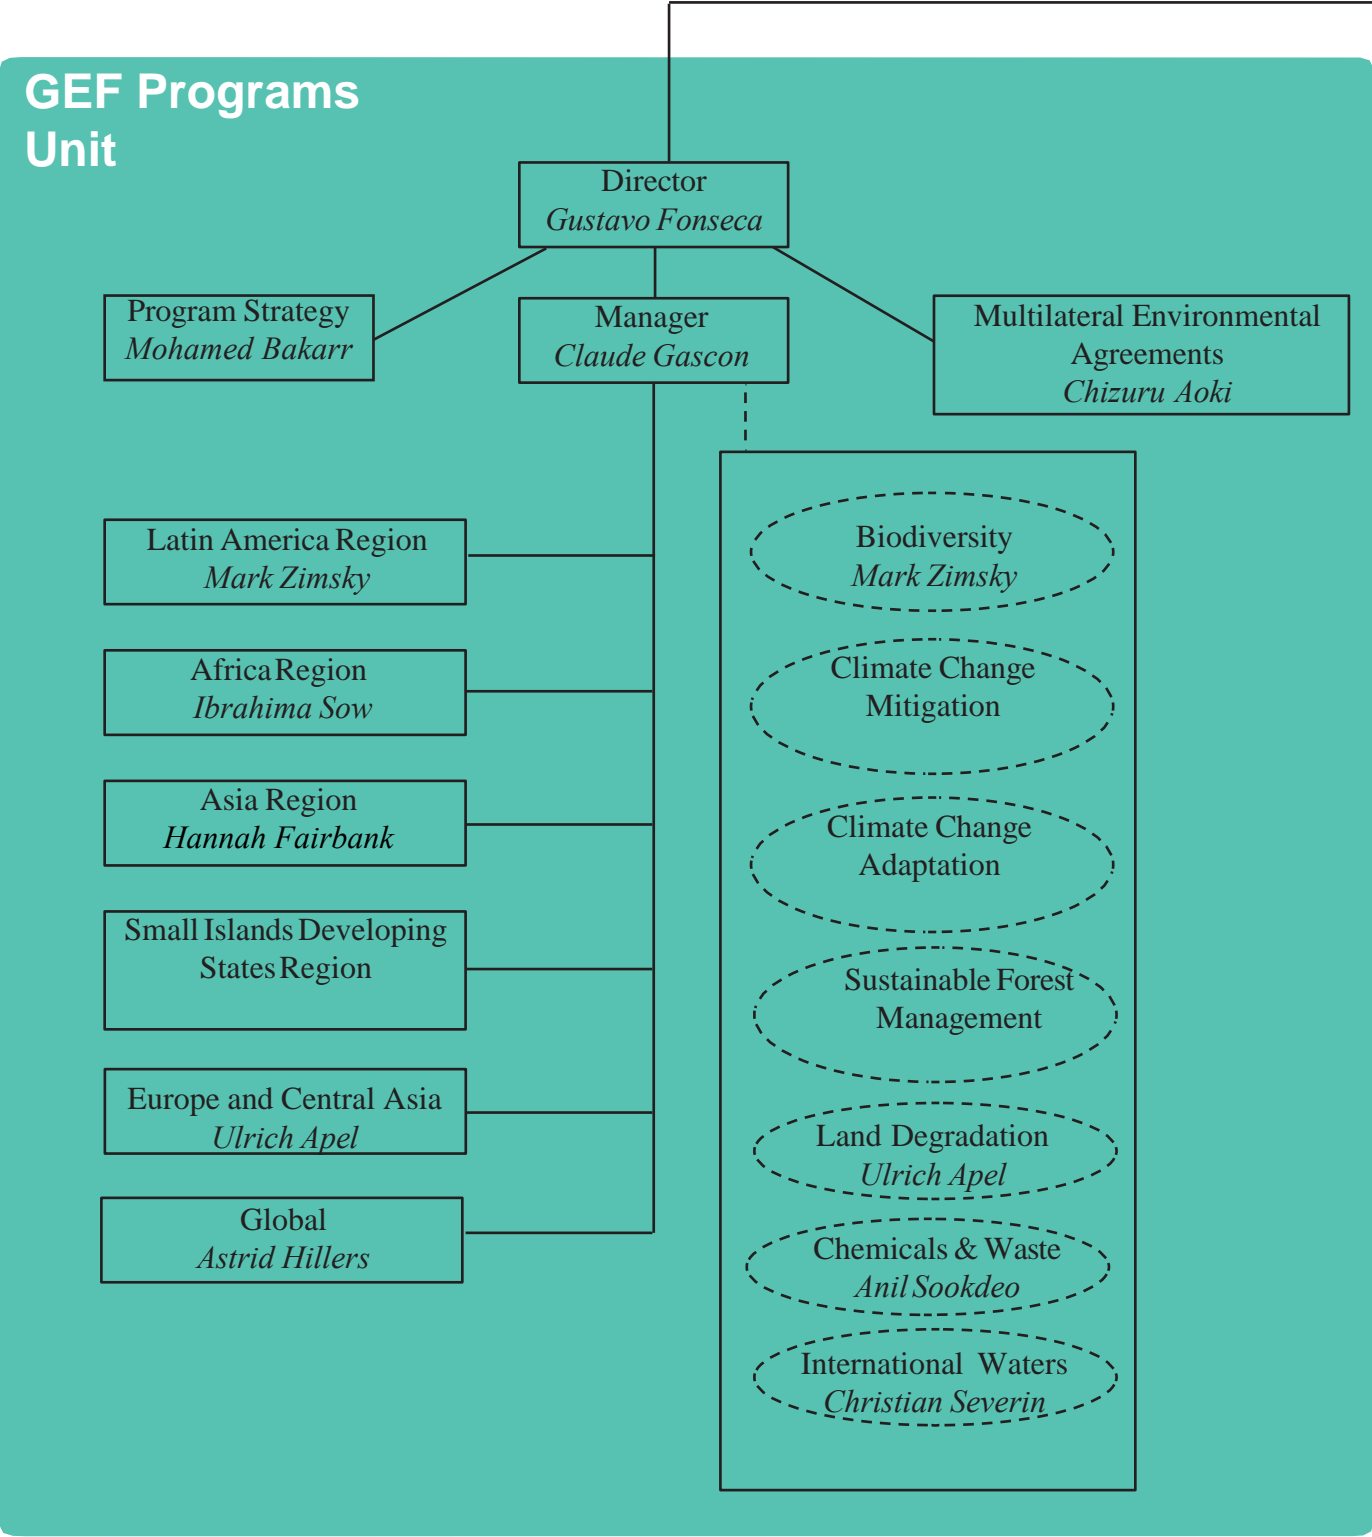 GEF Programs
Unit
Director
Gustavo Fonseca
Program Strategy
Mohamed Bakarr
Manager
Claude Gascon
Multilateral Environmental
Agreements
Chizuru Aoki
Latin America Region
Mark Zimsky
Africa Region
Ibrahima Sow
Asia Region
Hannah Fairbank
Small Islands Developing
States Region
Europe and Central Asia
Ulrich Apel
Global
Astrid Hillers
Biodiversity
Mark Zimsky
Climate Change
Mitigation
Climate Change
Adaptation
Sustainable Forest
Management
Land Degradation
Ulrich Apel
Chemicals & Waste
Anil Sookdeo
International Waters
Christian Severin